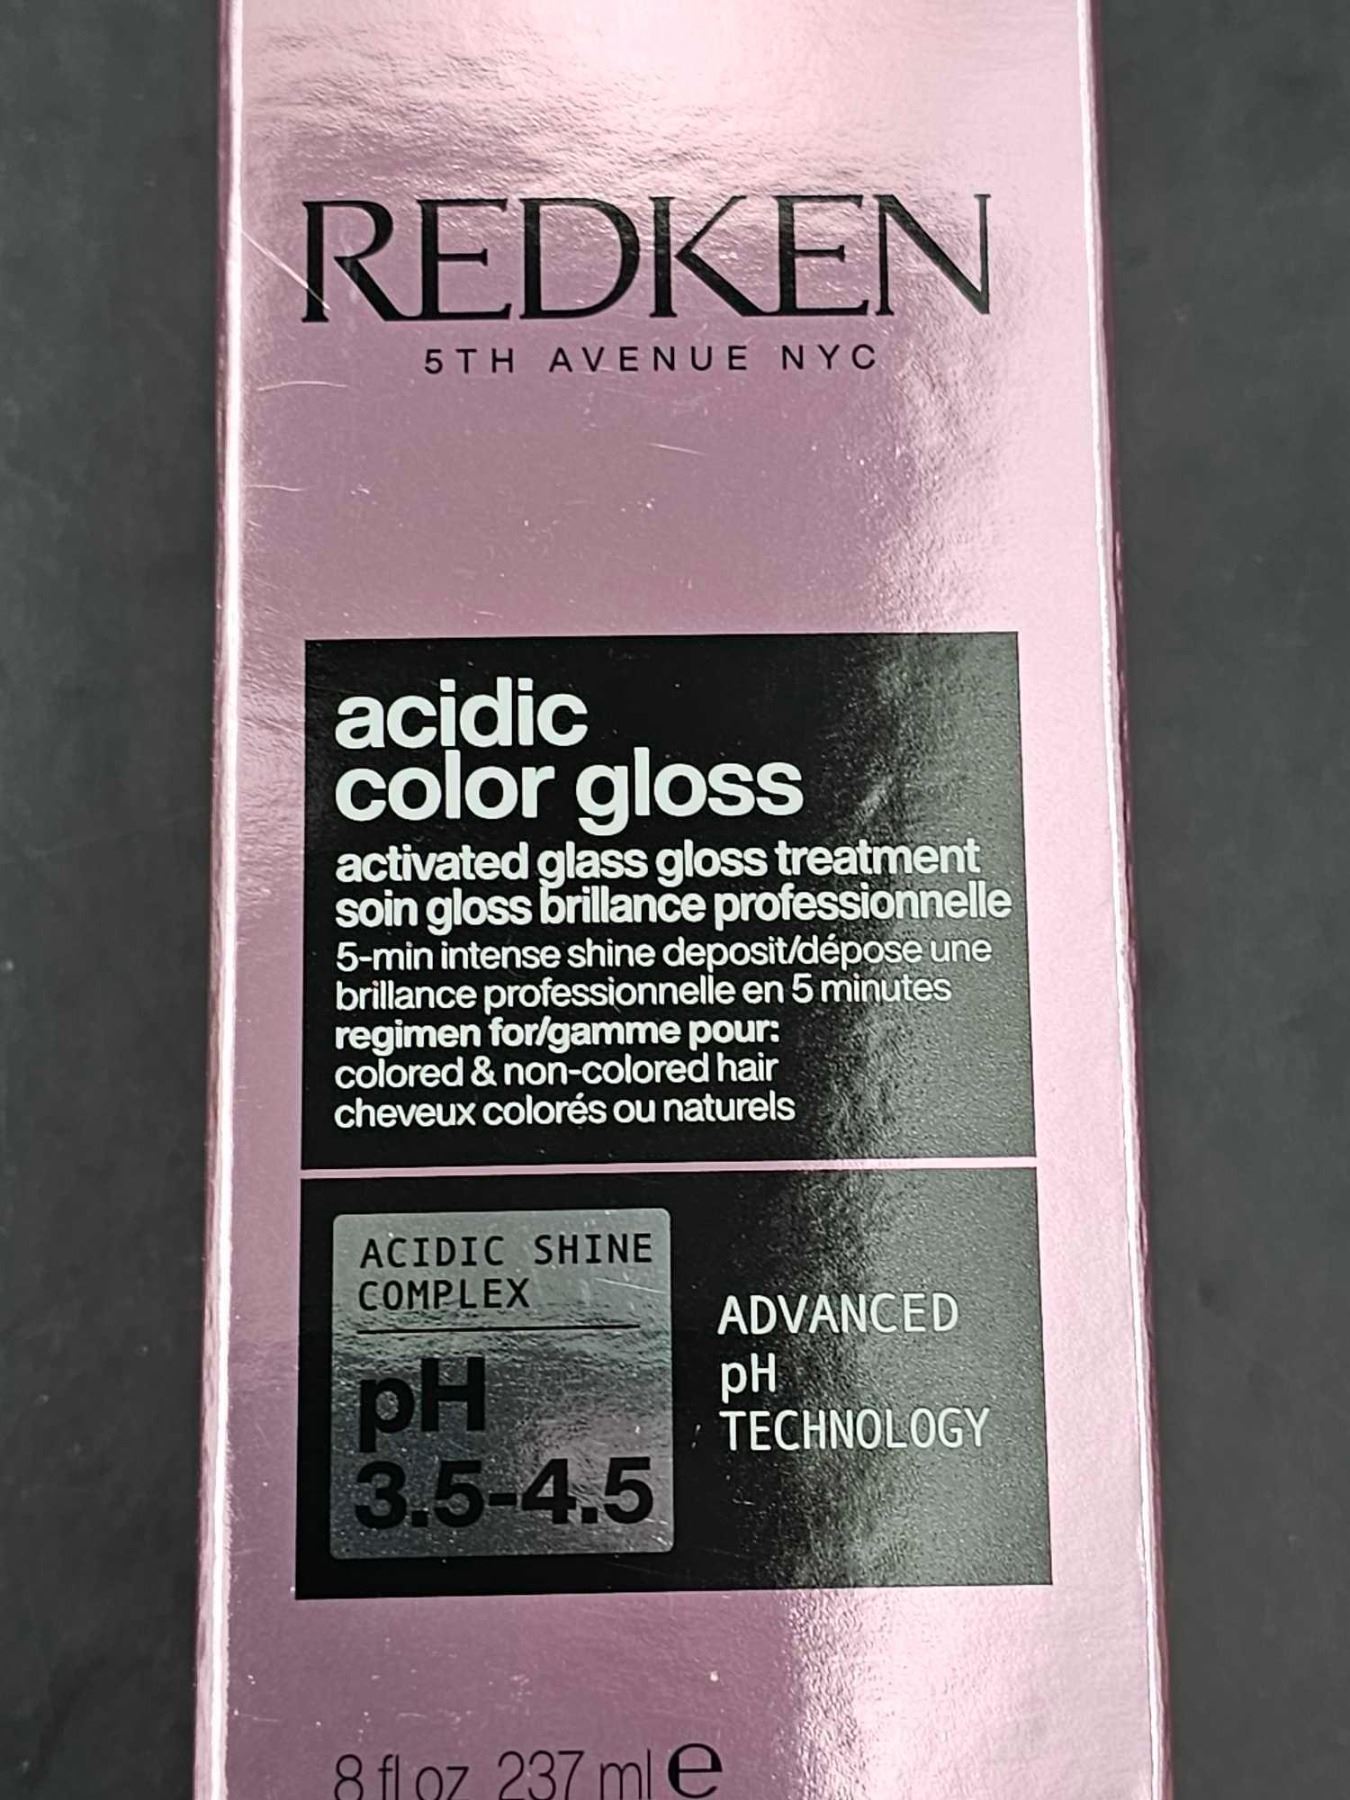 REDKEN
5TH AVENUE NYC
acidic
color gloss
activated glass gloss treatment
soin gloss brillance professionnelle
5-min intense shine deposit/dépose une
brillance professionnelle en 5 minutes
regimen for/gamme pour:
colored & non-colored hair
cheveux colorés ou naturels
ACIDIC SHINE
COMPLEX
pH
3.5-4.5
ADVANCED
pH
TECHNOLOGY
8 fl oz 237 ml e